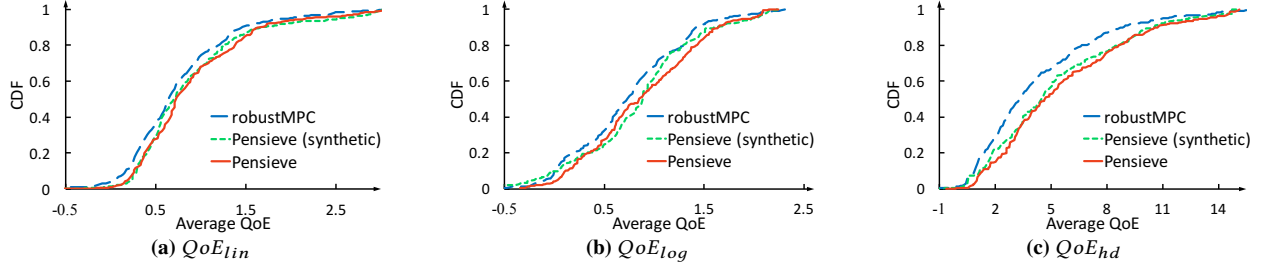 1
0.8
0.6
0.4
0.2
0
CDF
robustMPC
Pensieve (synthetic)
Pensieve
-0.5 0.5 1.5 2.5
Average QoE
(a) QoE_lin
1
0.8
0.6
0.4
0.2
0
CDF
robustMPC
Pensieve (synthetic)
Pensieve
-0.5 0.5 1.5 2.5
Average QoE
(b) QoE_log
1
0.8
0.6
0.4
0.2
0
CDF
robustMPC
Pensieve (synthetic)
Pensieve
-1 2 5 8 11 14
Average QoE
(c) QoE_hd